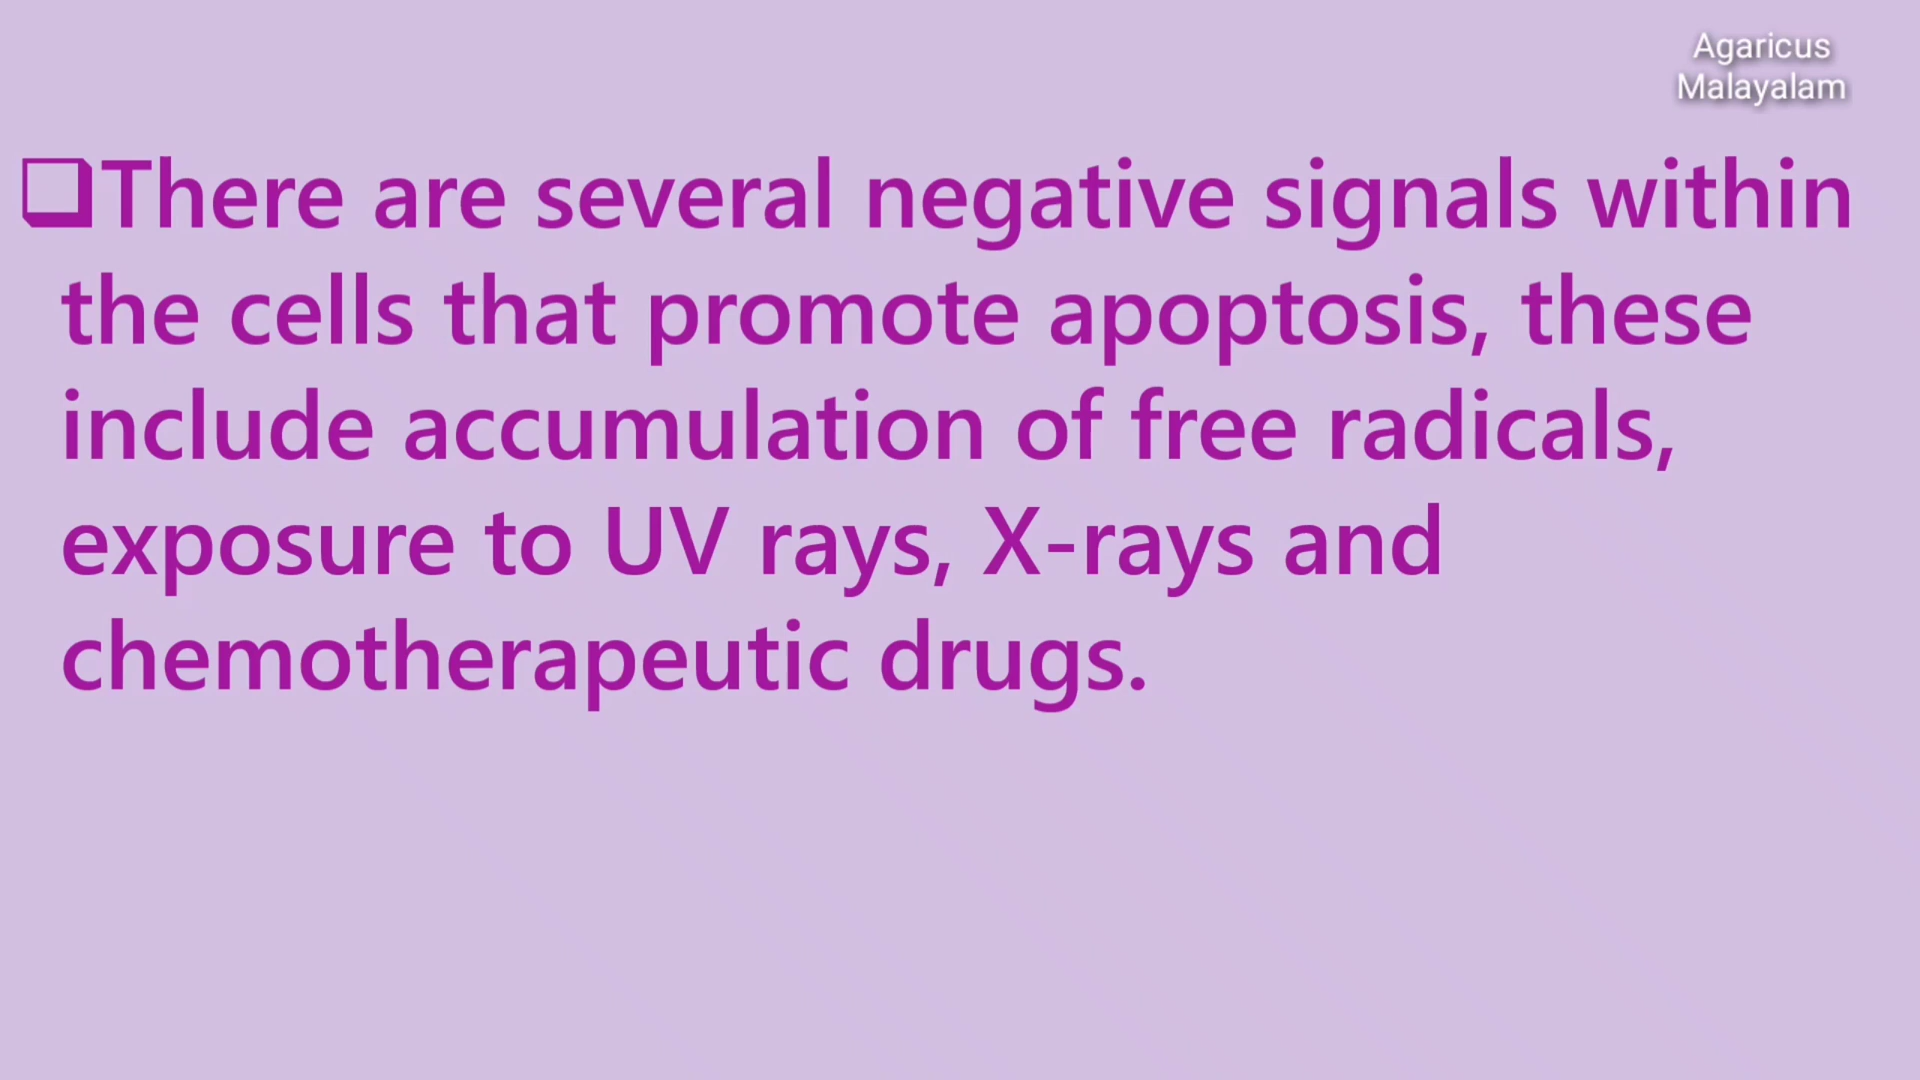 Agaricus
Malayalam
❑There are several negative signals within
the cells that promote apoptosis, these
include accumulation of free radicals,
exposure to UV rays, X-rays and
chemotherapeutic drugs.